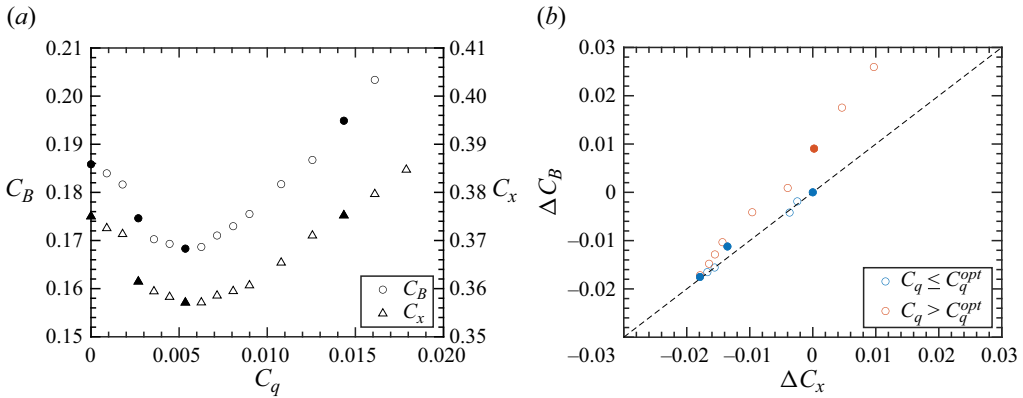 (a)
(b)
0.21
0.20
0.19
0.18
0.17
0.16
0.15
C_B
0.41
0.40
0.39
0.38
0.37
0.36
0.35
C_x
0
0.005
0.010
0.015
0.020
C_q
C_B
C_x
0.03
0.02
0.01
0
–0.01
–0.02
–0.03
ΔC_B
–0.02
–0.01
0
0.01
0.02
0.03
ΔC_x
C_q ≤ C_q^{opt}
C_q > C_q^{opt}